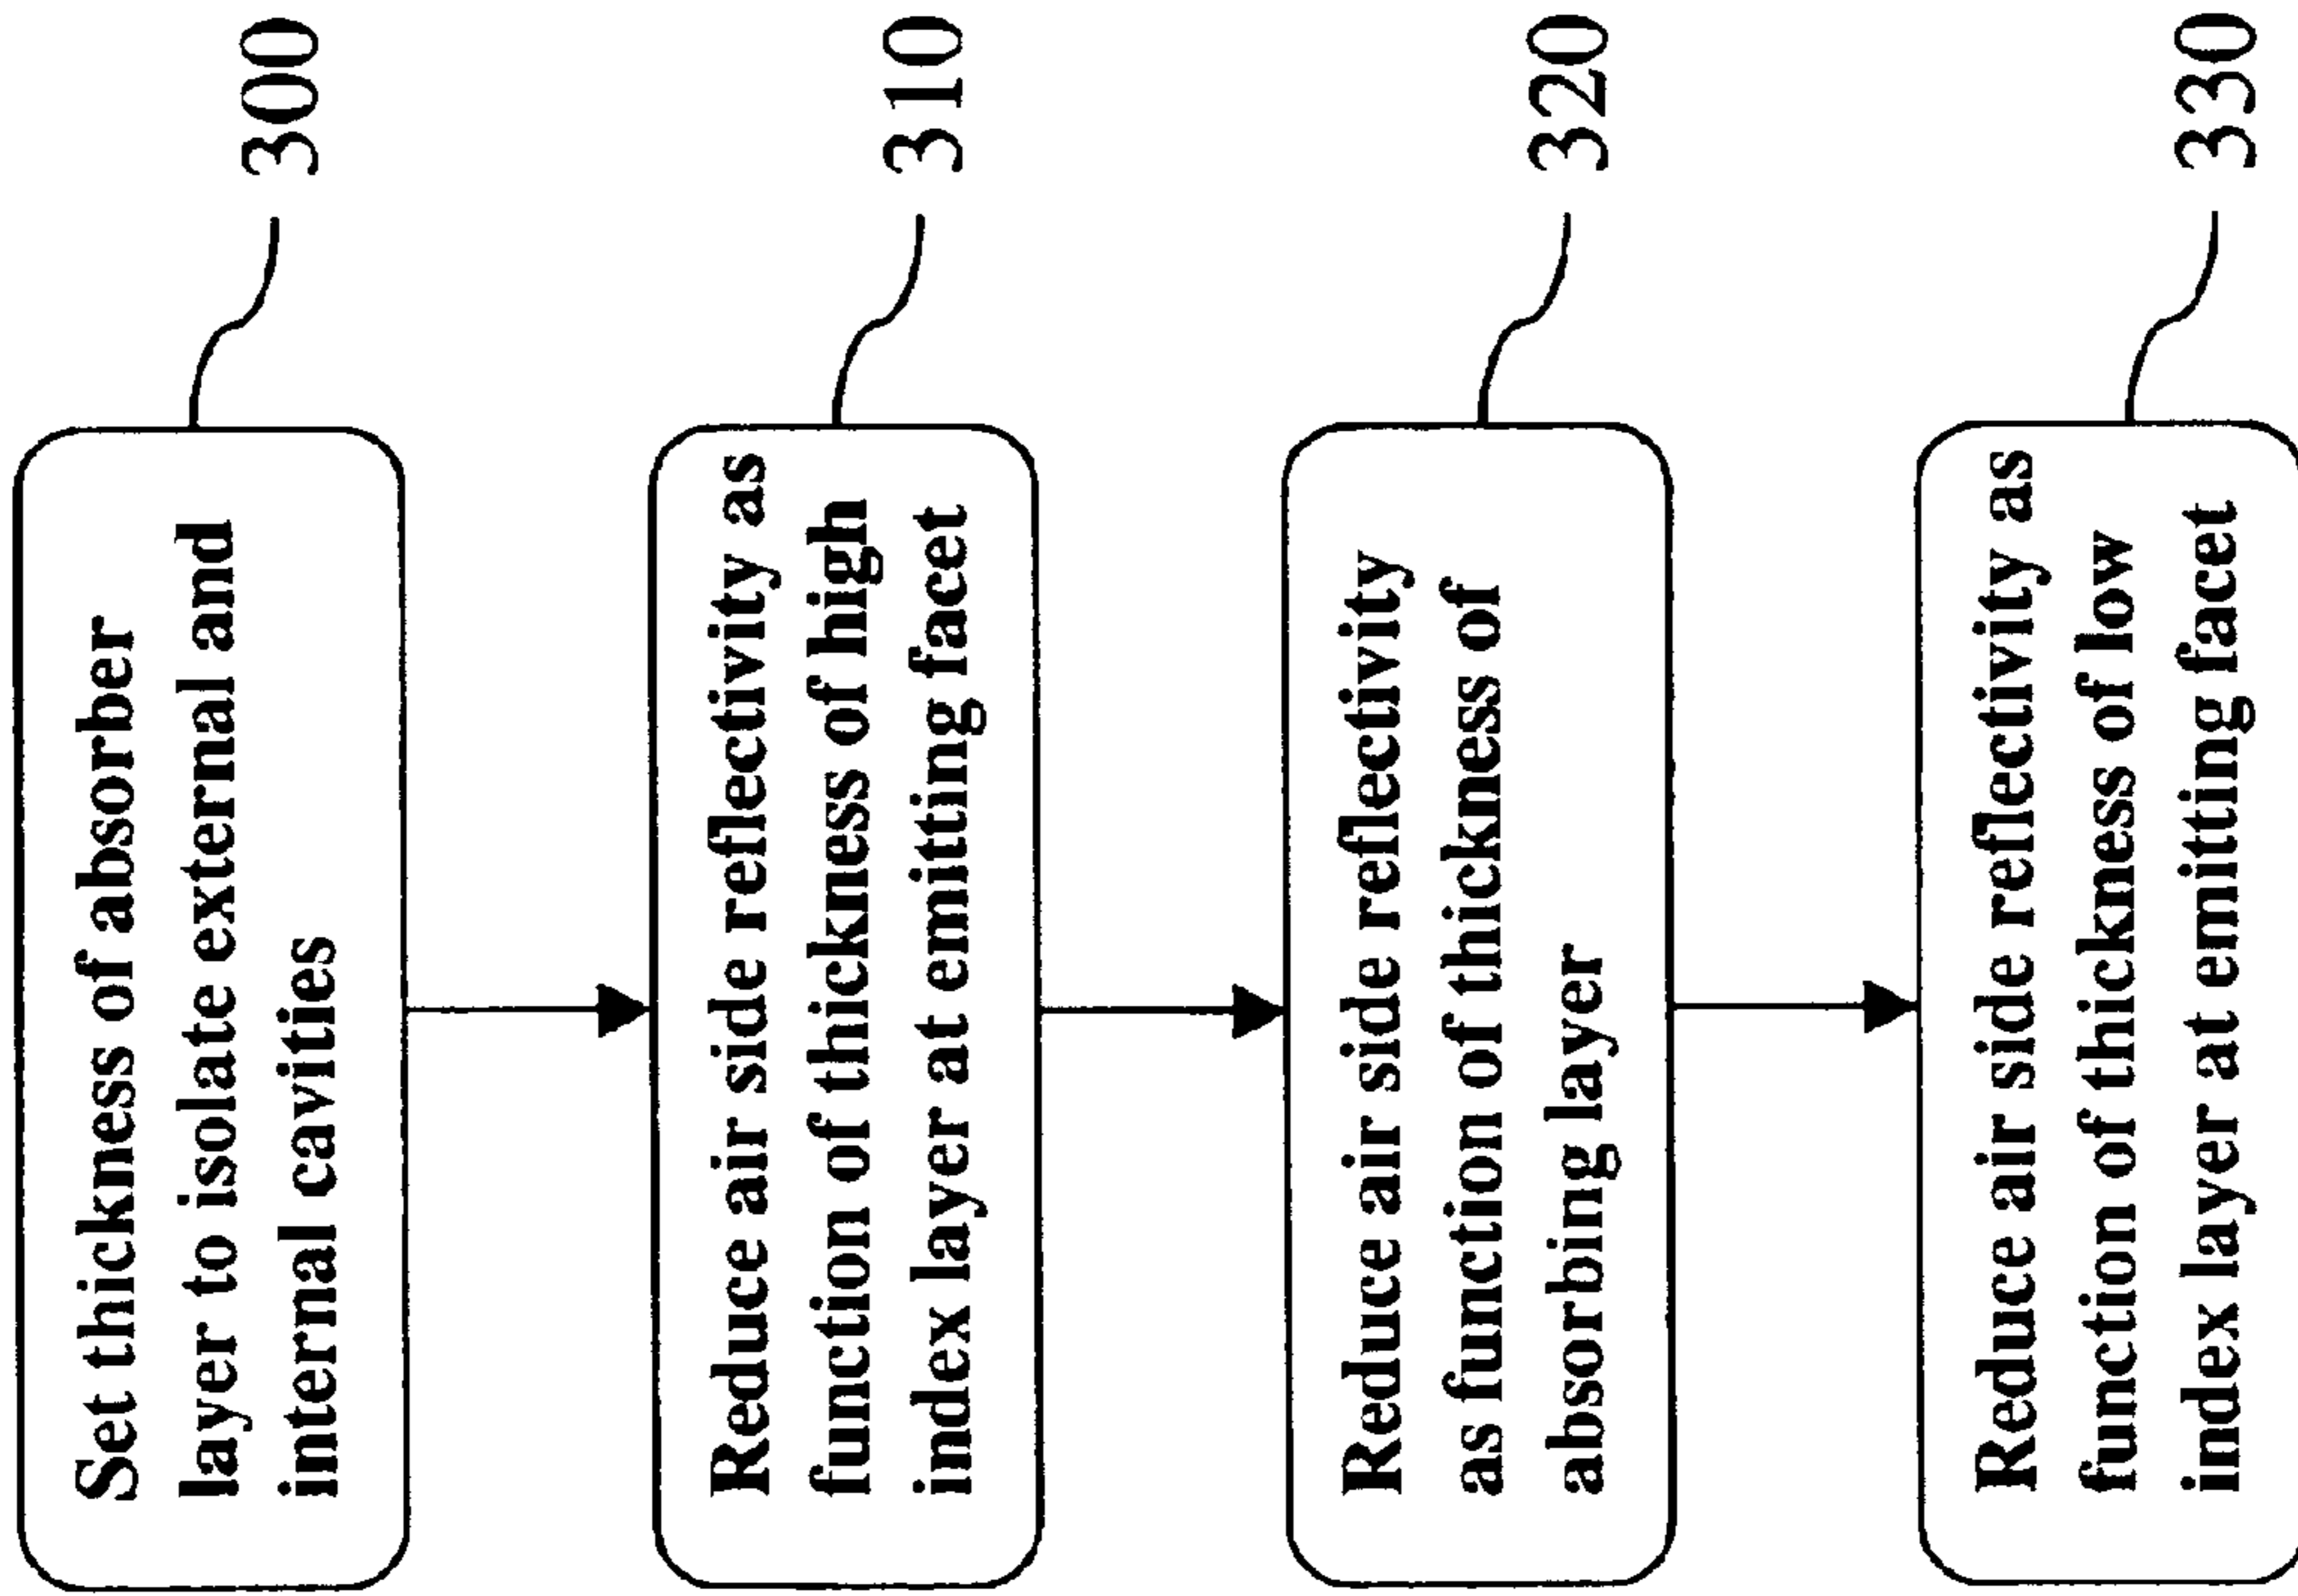 Set thickness of absorber
layer to isolate external and
internal cavities
300
Reduce air side reflectivity as
function of thickness of high
index layer at emitting facet
310
Reduce air side reflectivity
as function of thickness of
absorbing layer
320
Reduce air side reflectivity as
function of thickness of low
index layer at emitting facet
330